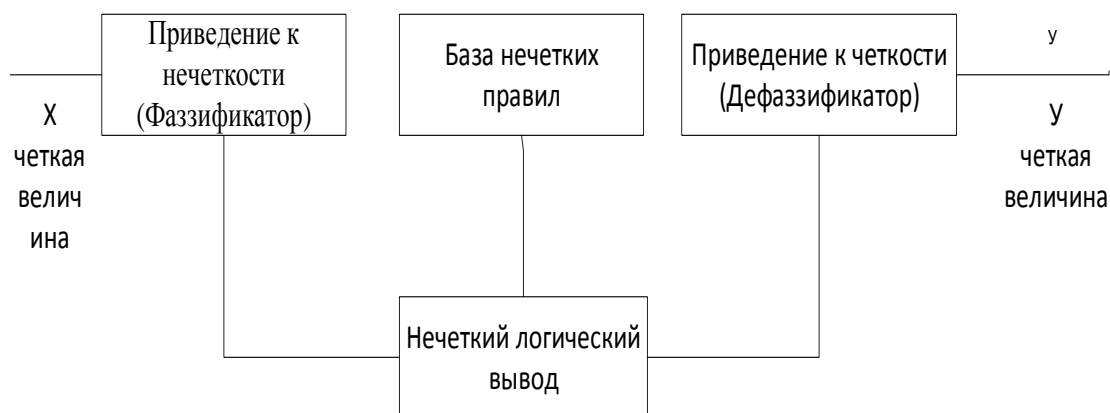 Приведение к
нечеткости
(Фаззификатор)
База нечетких
правил
Приведение к четкости
(Дефаззификатор)
у
Х
четкая
велич
ина
У
четкая
величина
Нечеткий логический
вывод